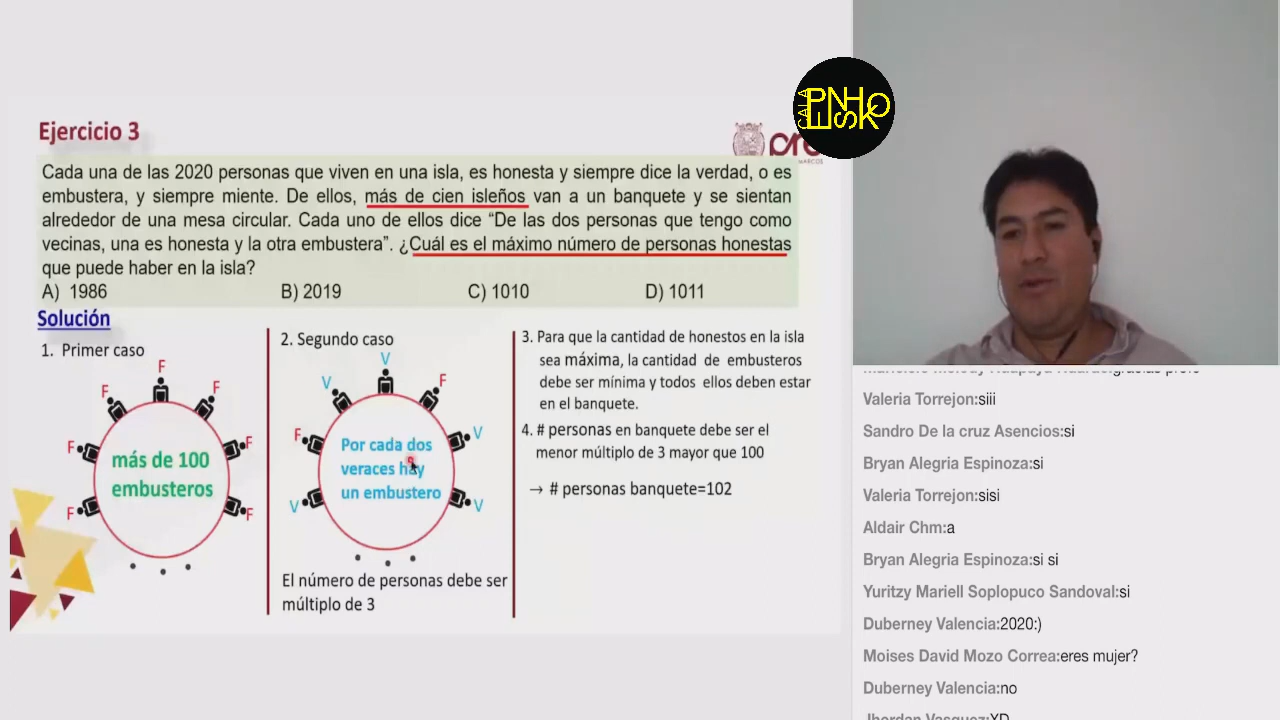 Ejercicio 3
CALA
PNHO
ESK
MARCOS
Cada una de las 2020 personas que viven en una isla, es honesta y siempre dice la verdad, o es
embustera, y siempre miente. De ellos, más de cien isleños van a un banquete y se sientan
alrededor de una mesa circular. Cada uno de ellos dice “De las dos personas que tengo como
vecinas, una es honesta y la otra embustera”. ¿Cuál es el máximo número de personas honestas
que puede haber en la isla?
A) 1986 B) 2019 C) 1010 D) 1011
Solución
1. Primer caso
F
F F
F F
F F
más de 100
embusteros
2. Segundo caso
V
V F
F V
V V
Por cada dos
veraces hay
un embustero
El número de personas debe ser
múltiplo de 3
3. Para que la cantidad de honestos en la isla
sea máxima, la cantidad de embusteros
debe ser mínima y todos ellos deben estar
en el banquete.
4. # personas en banquete debe ser el
menor múltiplo de 3 mayor que 100
→ # personas banquete=102
Valeria Torrejon:siii
Sandro De la cruz Asencios:si
Bryan Alegria Espinoza:si
Valeria Torrejon:sisi
Aldair Chm:a
Bryan Alegria Espinoza:si si
Yuritzy Mariell Soplopuco Sandoval:si
Duberney Valencia:2020:)
Moises David Mozo Correa:eres mujer?
Duberney Valencia:no
Jhordan Vasquez:XD